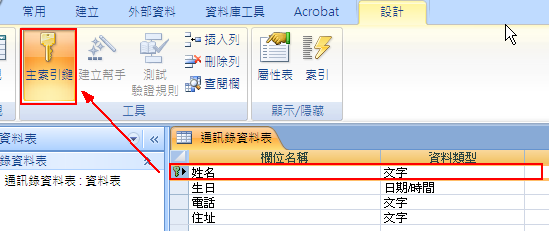 常用 建立 外部資料 資料庫工具 Acrobat 設計
主索引鍵 建立幫手 測試驗證規則 插入列 刪除列 查閱欄 屬性表 索引
工具 顯示/隱藏
資料表 «
通訊錄資料表
錄資料表
欄位名稱 資料類型
通訊錄資料表 : 資料表
姓名 文字
生日 日期/時間
電話 文字
住址 文字